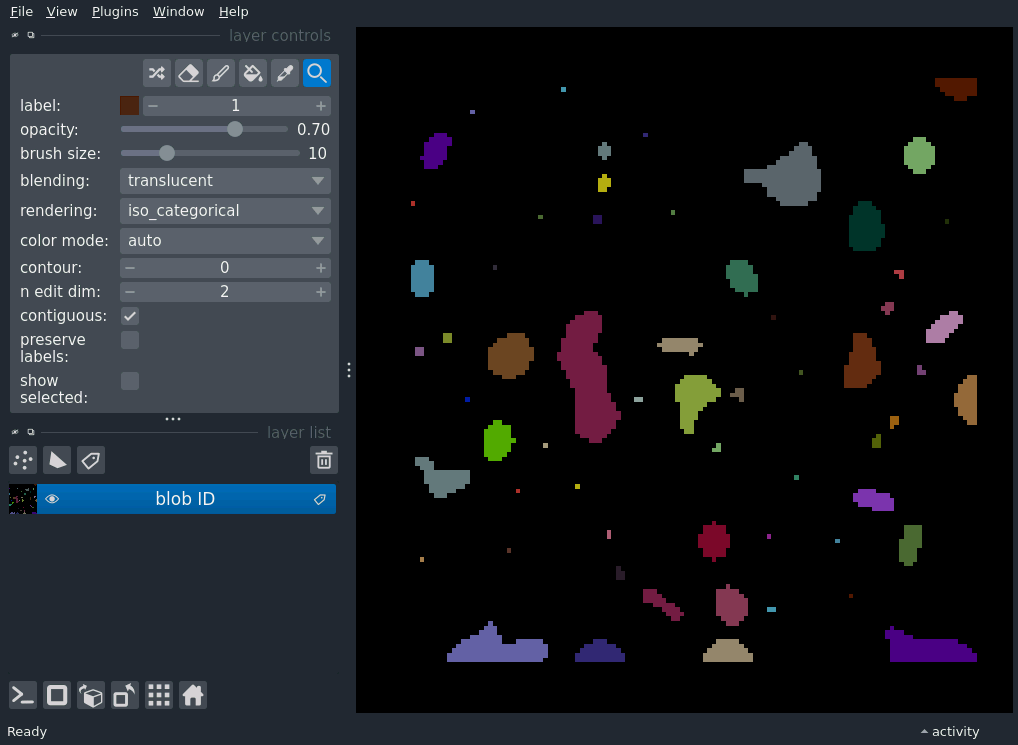 File View Plugins Window Help
layer controls
label: 1
opacity: 0.70
brush size: 10
blending: translucent
rendering: iso_categorical
color mode: auto
contour: 0
n edit dim: 2
contiguous:
preserve
labels:
show
selected:
layer list
blob ID
Ready
activity